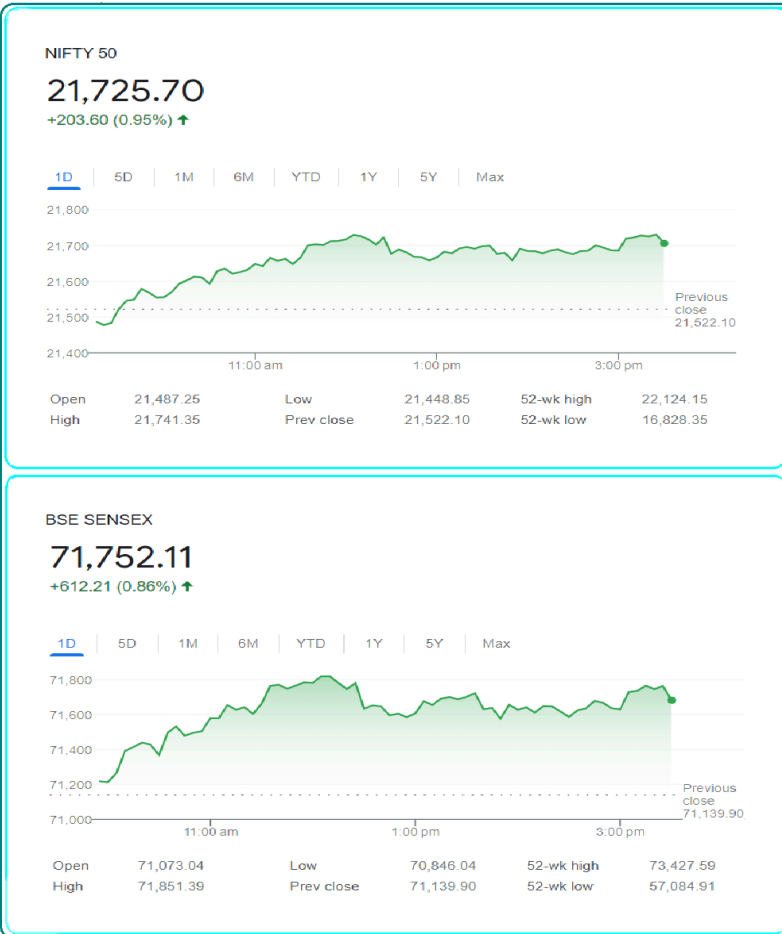 NIFTY 50
21,725.70
+203.60 (0.95%) ↑
1D 5D 1M 6M YTD 1Y 5Y Max
21,800
21,700
21,600
21,500
21,400
Previous
close
21,522.10
11:00 am 1:00 pm 3:00 pm
Open 21,487.25 Low 21,448.85 52-wk high 22,124.15
High 21,741.35 Prev close 21,522.10 52-wk low 16,828.35
BSE SENSEX
71,752.11
+612.21 (0.86%) ↑
1D 5D 1M 6M YTD 1Y 5Y Max
71,800
71,600
71,400
71,200
71,000
Previous
close
71,139.90
11:00 am 1:00 pm 3:00 pm
Open 71,073.04 Low 70,846.04 52-wk high 73,427.59
High 71,851.39 Prev close 71,139.90 52-wk low 57,084.91